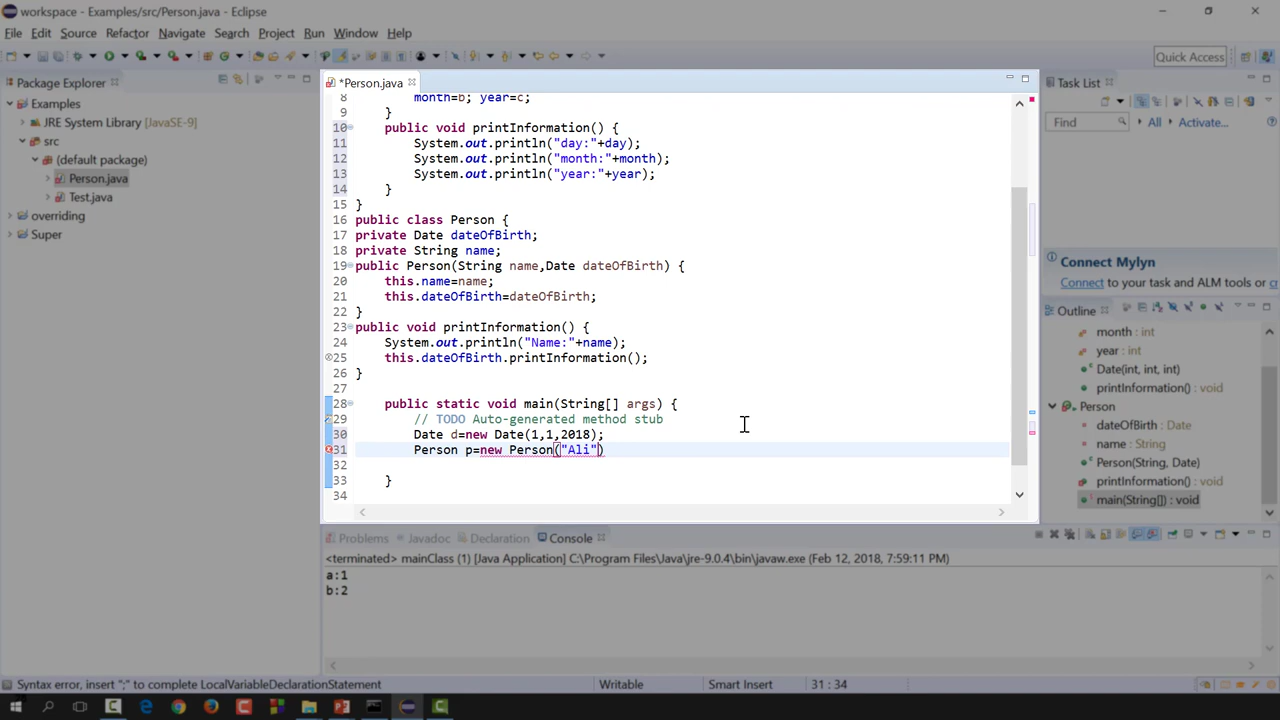 workspace - Examples/src/Person.java - Eclipse
File Edit Source Refactor Navigate Search Project Run Window Help
Quick Access
Package Explorer
Examples
JRE System Library [JavaSE-9]
src
(default package)
Person.java
Test.java
overriding
Super
*Person.java
8 month=b; year=c;
9 }
10 public void printInformation() {
11 System.out.println("day:"+day);
12 System.out.println("month:"+month);
13 System.out.println("year:"+year);
14 }
15 }
16 public class Person {
17 private Date dateOfBirth;
18 private String name;
19 public Person(String name,Date dateOfBirth) {
20 this.name=name;
21 this.dateOfBirth=dateOfBirth;
22 }
23 public void printInformation() {
24 System.out.println("Name:"+name);
25 this.dateOfBirth.printInformation();
26 }
27
28 public static void main(String[] args) {
29 // TODO Auto-generated method stub
30 Date d=new Date(1,1,2018);
31 Person p=new Person("Ali")
32
33 }
34
Task List
Find All Activate...
Connect Mylyn
Connect to your task and ALM tools or
Outline
month : int
year : int
Date(int, int, int)
printInformation() : void
Person
dateOfBirth : Date
name : String
Person(String, Date)
printInformation() : void
main(String[]) : void
Problems Javadoc Declaration Console
<terminated> mainClass (1) [Java Application] C:\Program Files\Java\jre-9.0.4\bin\javaw.exe (Feb 12, 2018, 7:59:11 PM)
a:1
b:2
Syntax error, insert ";" to complete LocalVariableDeclarationStatement Writable Smart Insert 31 : 34